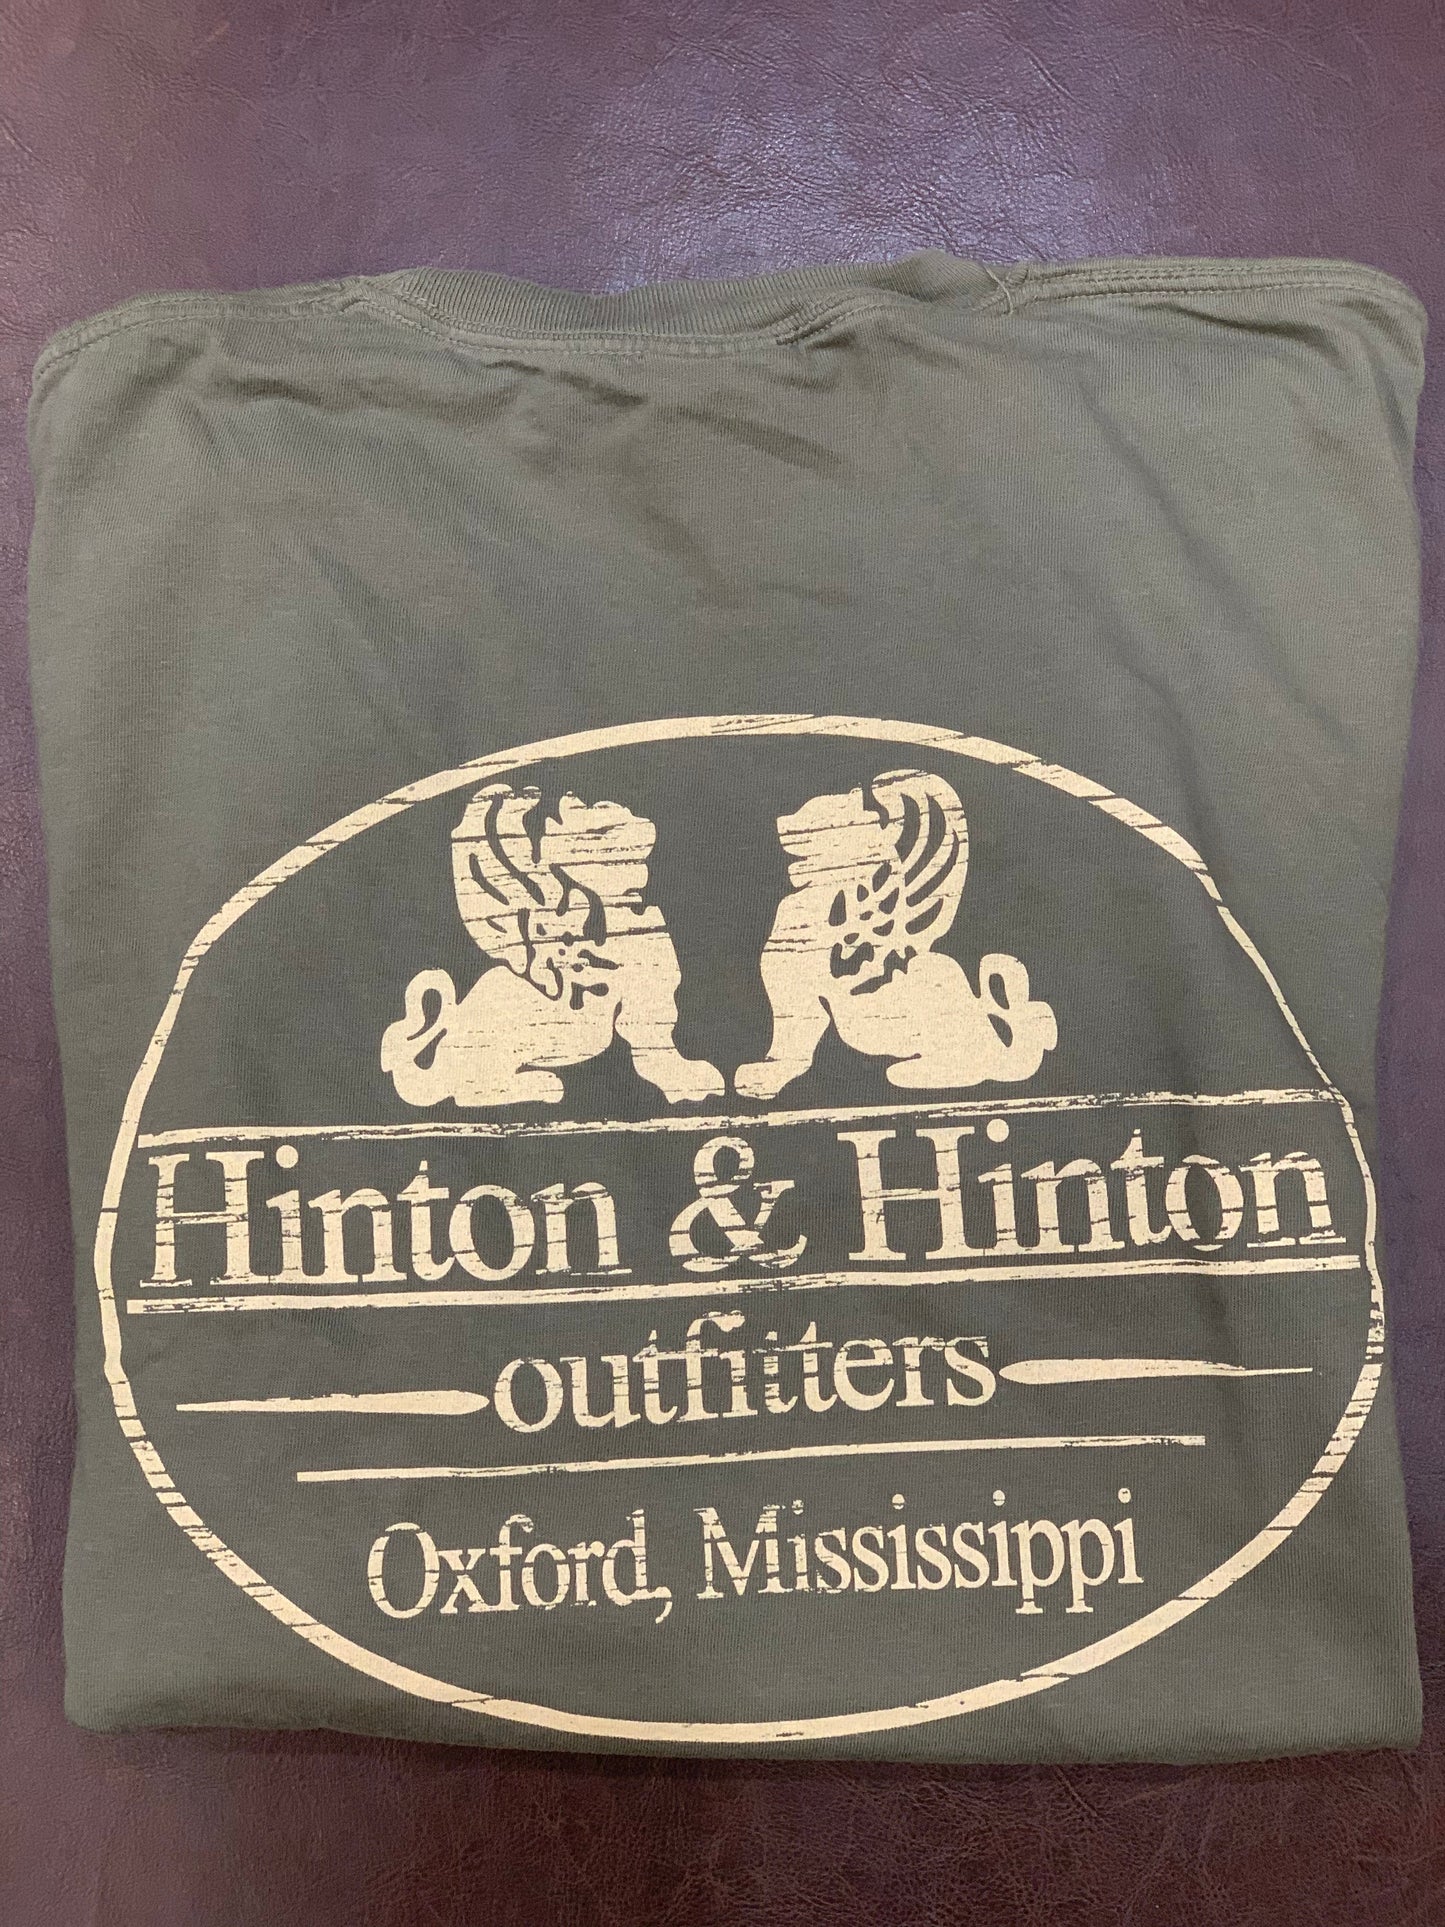 Hinton & Hinton
outfitters
Oxford, Mississippi